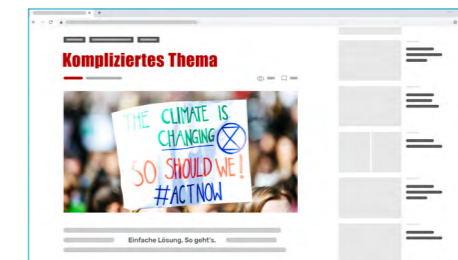 Kompliziertes Thema
THE CLIMATE IS
CHANGING
SO SHOULD WE!
#ACTNOW
Einfache Lösung. So geht's.